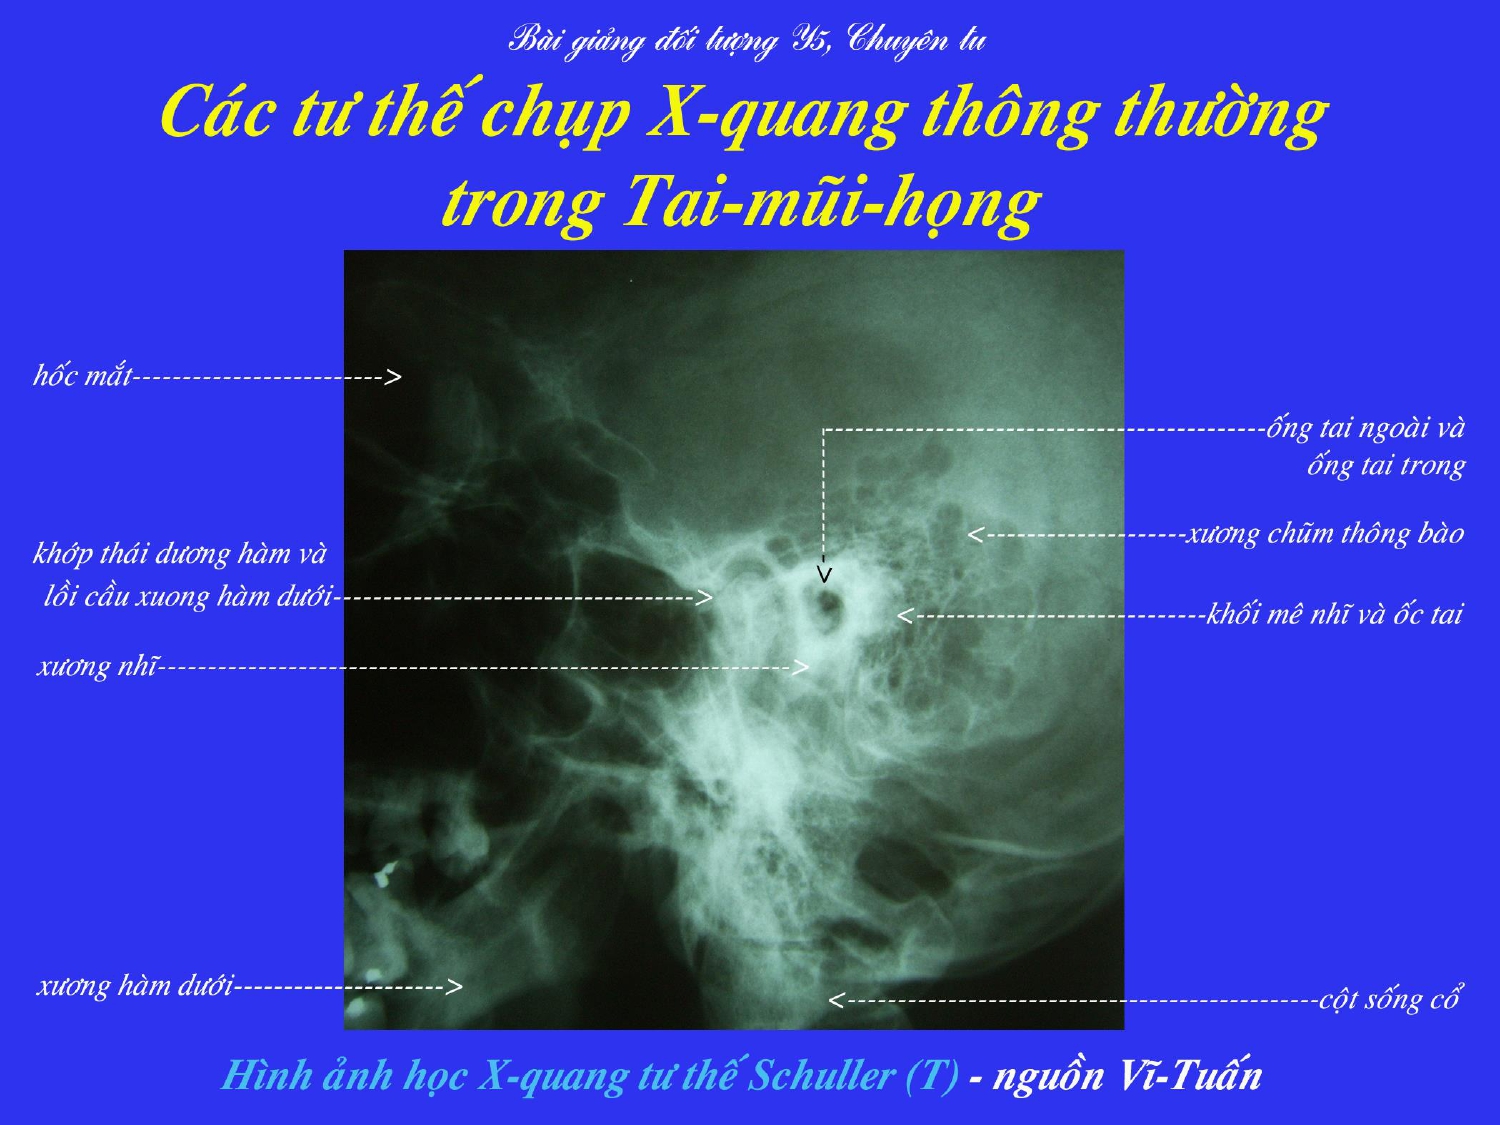 Bài giảng đối tượng Y5, Chuyên tu
Các tư thế chụp X-quang thông thường
trong Tai-mũi-họng
hốc mắt
ống tai ngoài và
ống tai trong
xương chũm thông bào
khớp thái dương hàm và
lồi cầu xuong hàm dưới
khối mê nhĩ và ốc tai
xương nhĩ
xương hàm dưới
cột sống cổ
Hình ảnh học X-quang tư thế Schuller (T) - nguồn Vĩ-Tuấn